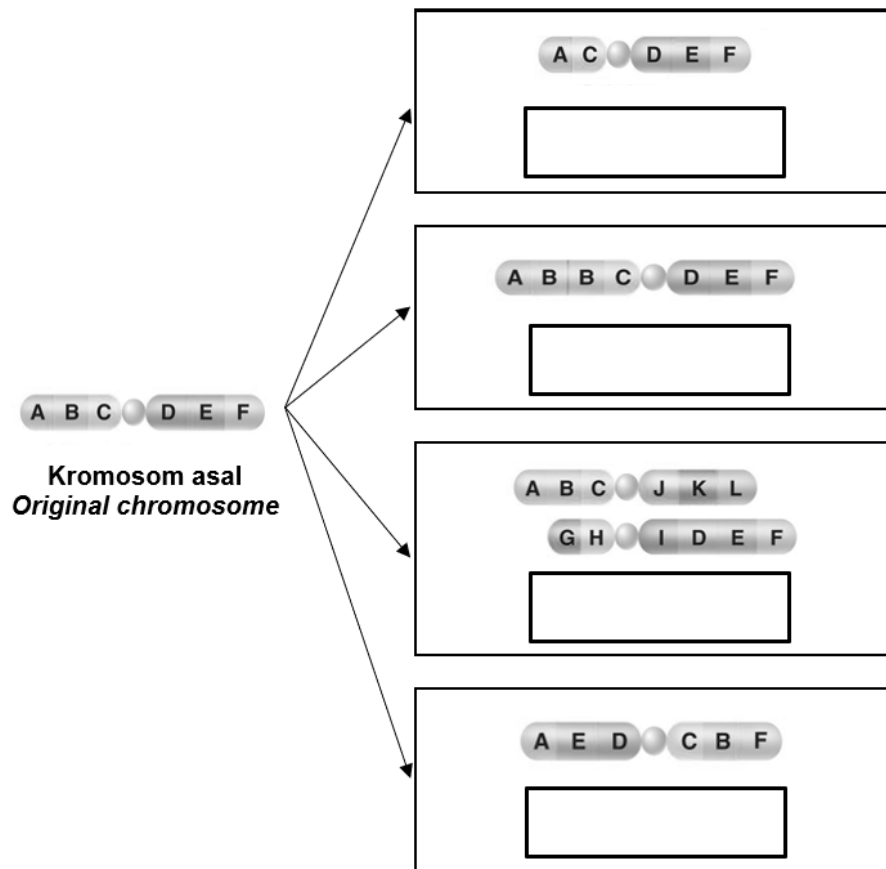 A C D E F
A B B C D E F
A B C D E F
Kromosom asal
Original chromosome
A B C J K L
G H I D E F
A E D C B F